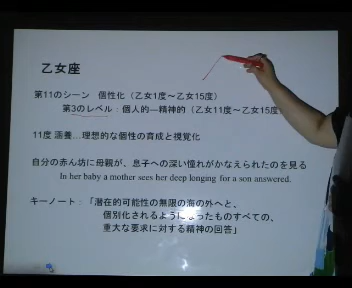 乙女座
第11のシーン 個性化（乙女1度～乙女15度）
第3のレベル：個人的―精神的（乙女11度～乙女15度
11度 涵養…理想的な個性の育成と視覚化
自分の赤ん坊に母親が、息子への深い憧れがかなえられたのを見る
In her baby a mother sees her deep longing for a son answered.
キーノート：「潜在的可能性の無限の海の外へと、
個別化されるようになったものすべての、
重大な要求に対する精神の回答」